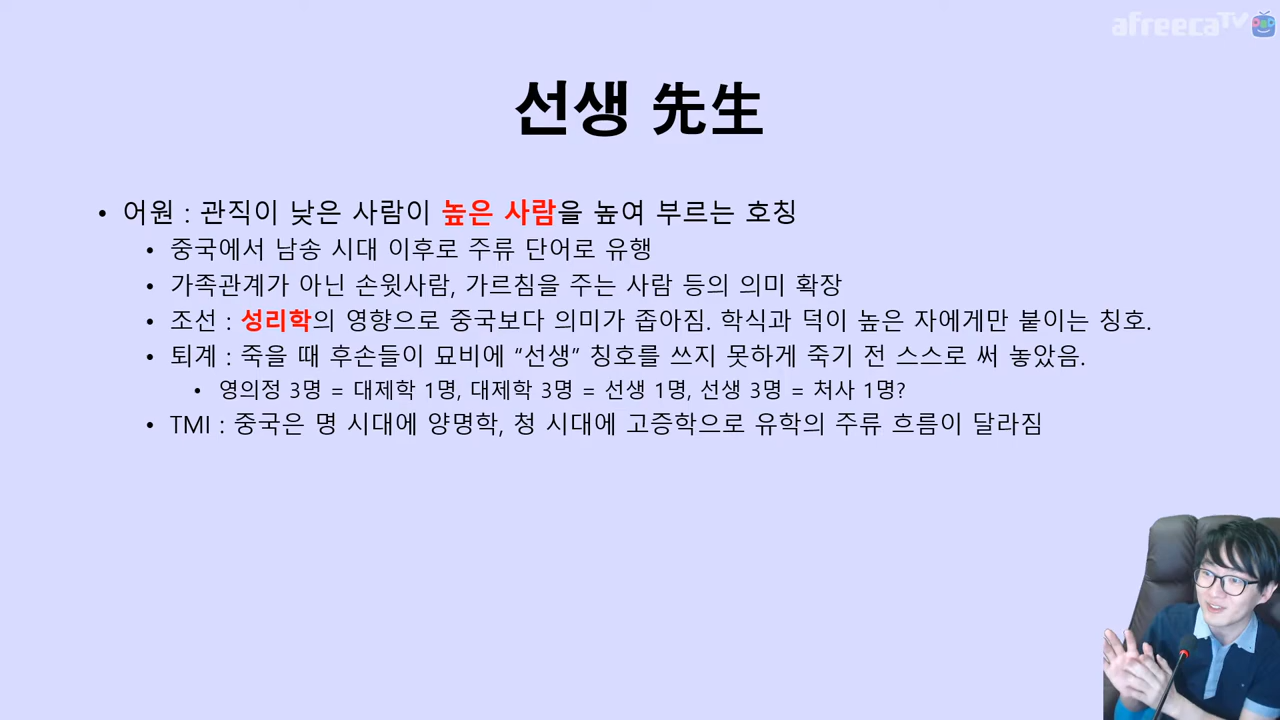 afreecaTV
선생 先生
• 어원 : 관직이 낮은 사람이 높은 사람을 높여 부르는 호칭
• 중국에서 남송 시대 이후로 주류 단어로 유행
• 가족관계가 아닌 손윗사람, 가르침을 주는 사람 등의 의미 확장
• 조선 : 성리학의 영향으로 중국보다 의미가 좁아짐. 학식과 덕이 높은 자에게만 붙이는 칭호.
• 퇴계 : 죽을 때 후손들이 묘비에 “선생” 칭호를 쓰지 못하게 죽기 전 스스로 써 놓았음.
• 영의정 3명 = 대제학 1명, 대제학 3명 = 선생 1명, 선생 3명 = 처사 1명?
• TMI : 중국은 명 시대에 양명학, 청 시대에 고증학으로 유학의 주류 흐름이 달라짐